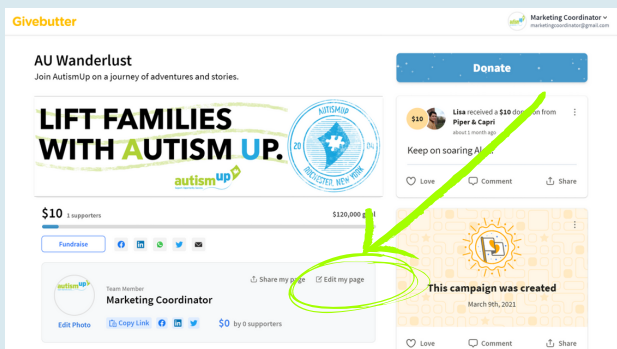 Givebutter
Marketing Coordinator
marketingcoordinator@gmail.com
AU Wanderlust
Join AutismUp on a journey of adventures and stories.
LIFT FAMILIES
WITH AUTISM UP.
autismup
AUTISMUP
20 04
ROCHESTER, NEW YORK
$10 1 supporters
$120,000 goal
Fundraise
Share my page
Edit my page
autismup
Team Member
Marketing Coordinator
Edit Photo
Copy Link
$0 by 0 supporters
Donate
$10
Lisa received a $10 donation from
Piper & Capri
about 1 month ago
Keep on soaring
Love
Comment
Share
This campaign was created
March 9th, 2021
Love
Comment
Share